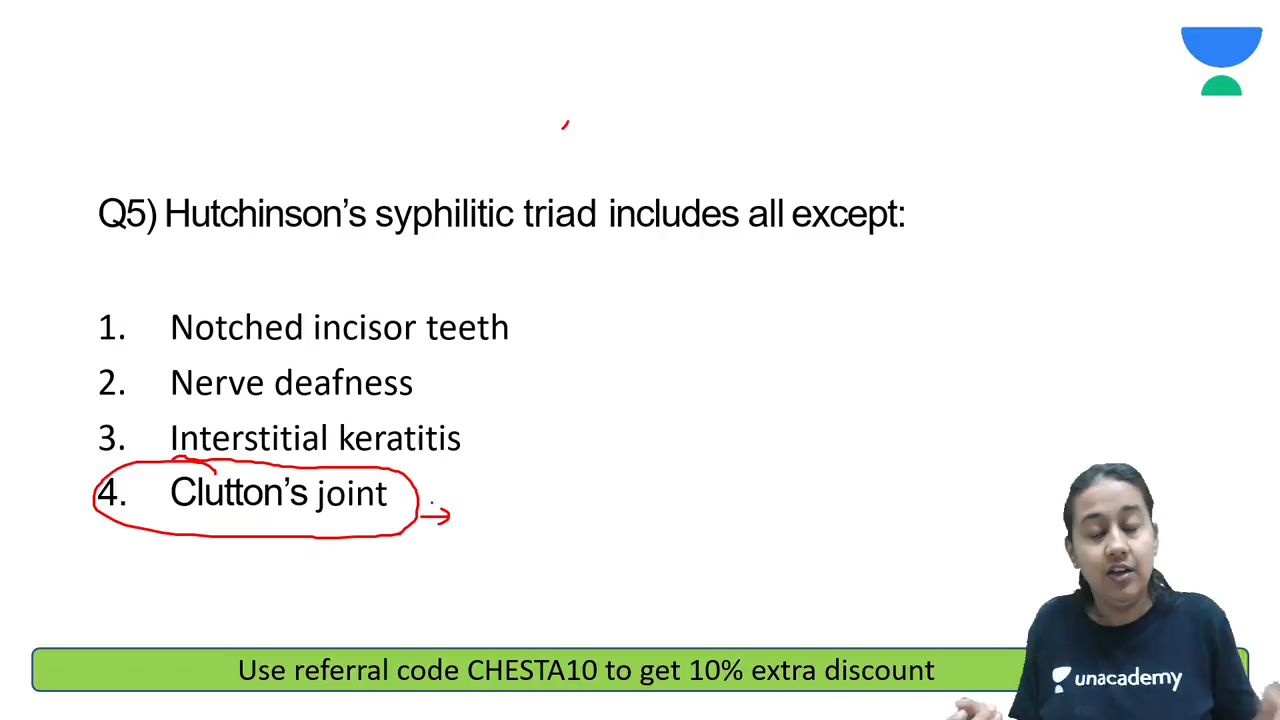 Q5) Hutchinson's syphilitic triad includes all except:
1. Notched incisor teeth
2. Nerve deafness
3. Interstitial keratitis
4. Clutton's joint
Use referral code CHESTA10 to get 10% extra discount
unacademy